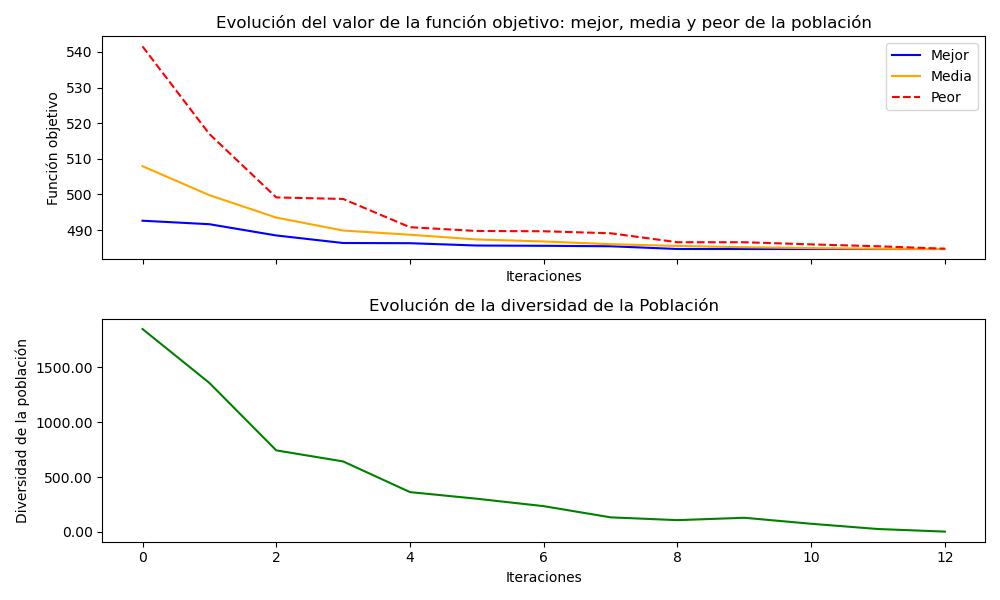 Evolución del valor de la función objetivo: mejor, media y peor de la población
Función objetivo
540
530
520
510
500
490
Mejor
Media
Peor
Iteraciones
Evolución de la diversidad de la Población
Diversidad de la población
1500.00
1000.00
500.00
0.00
0 2 4 6 8 10 12
Iteraciones